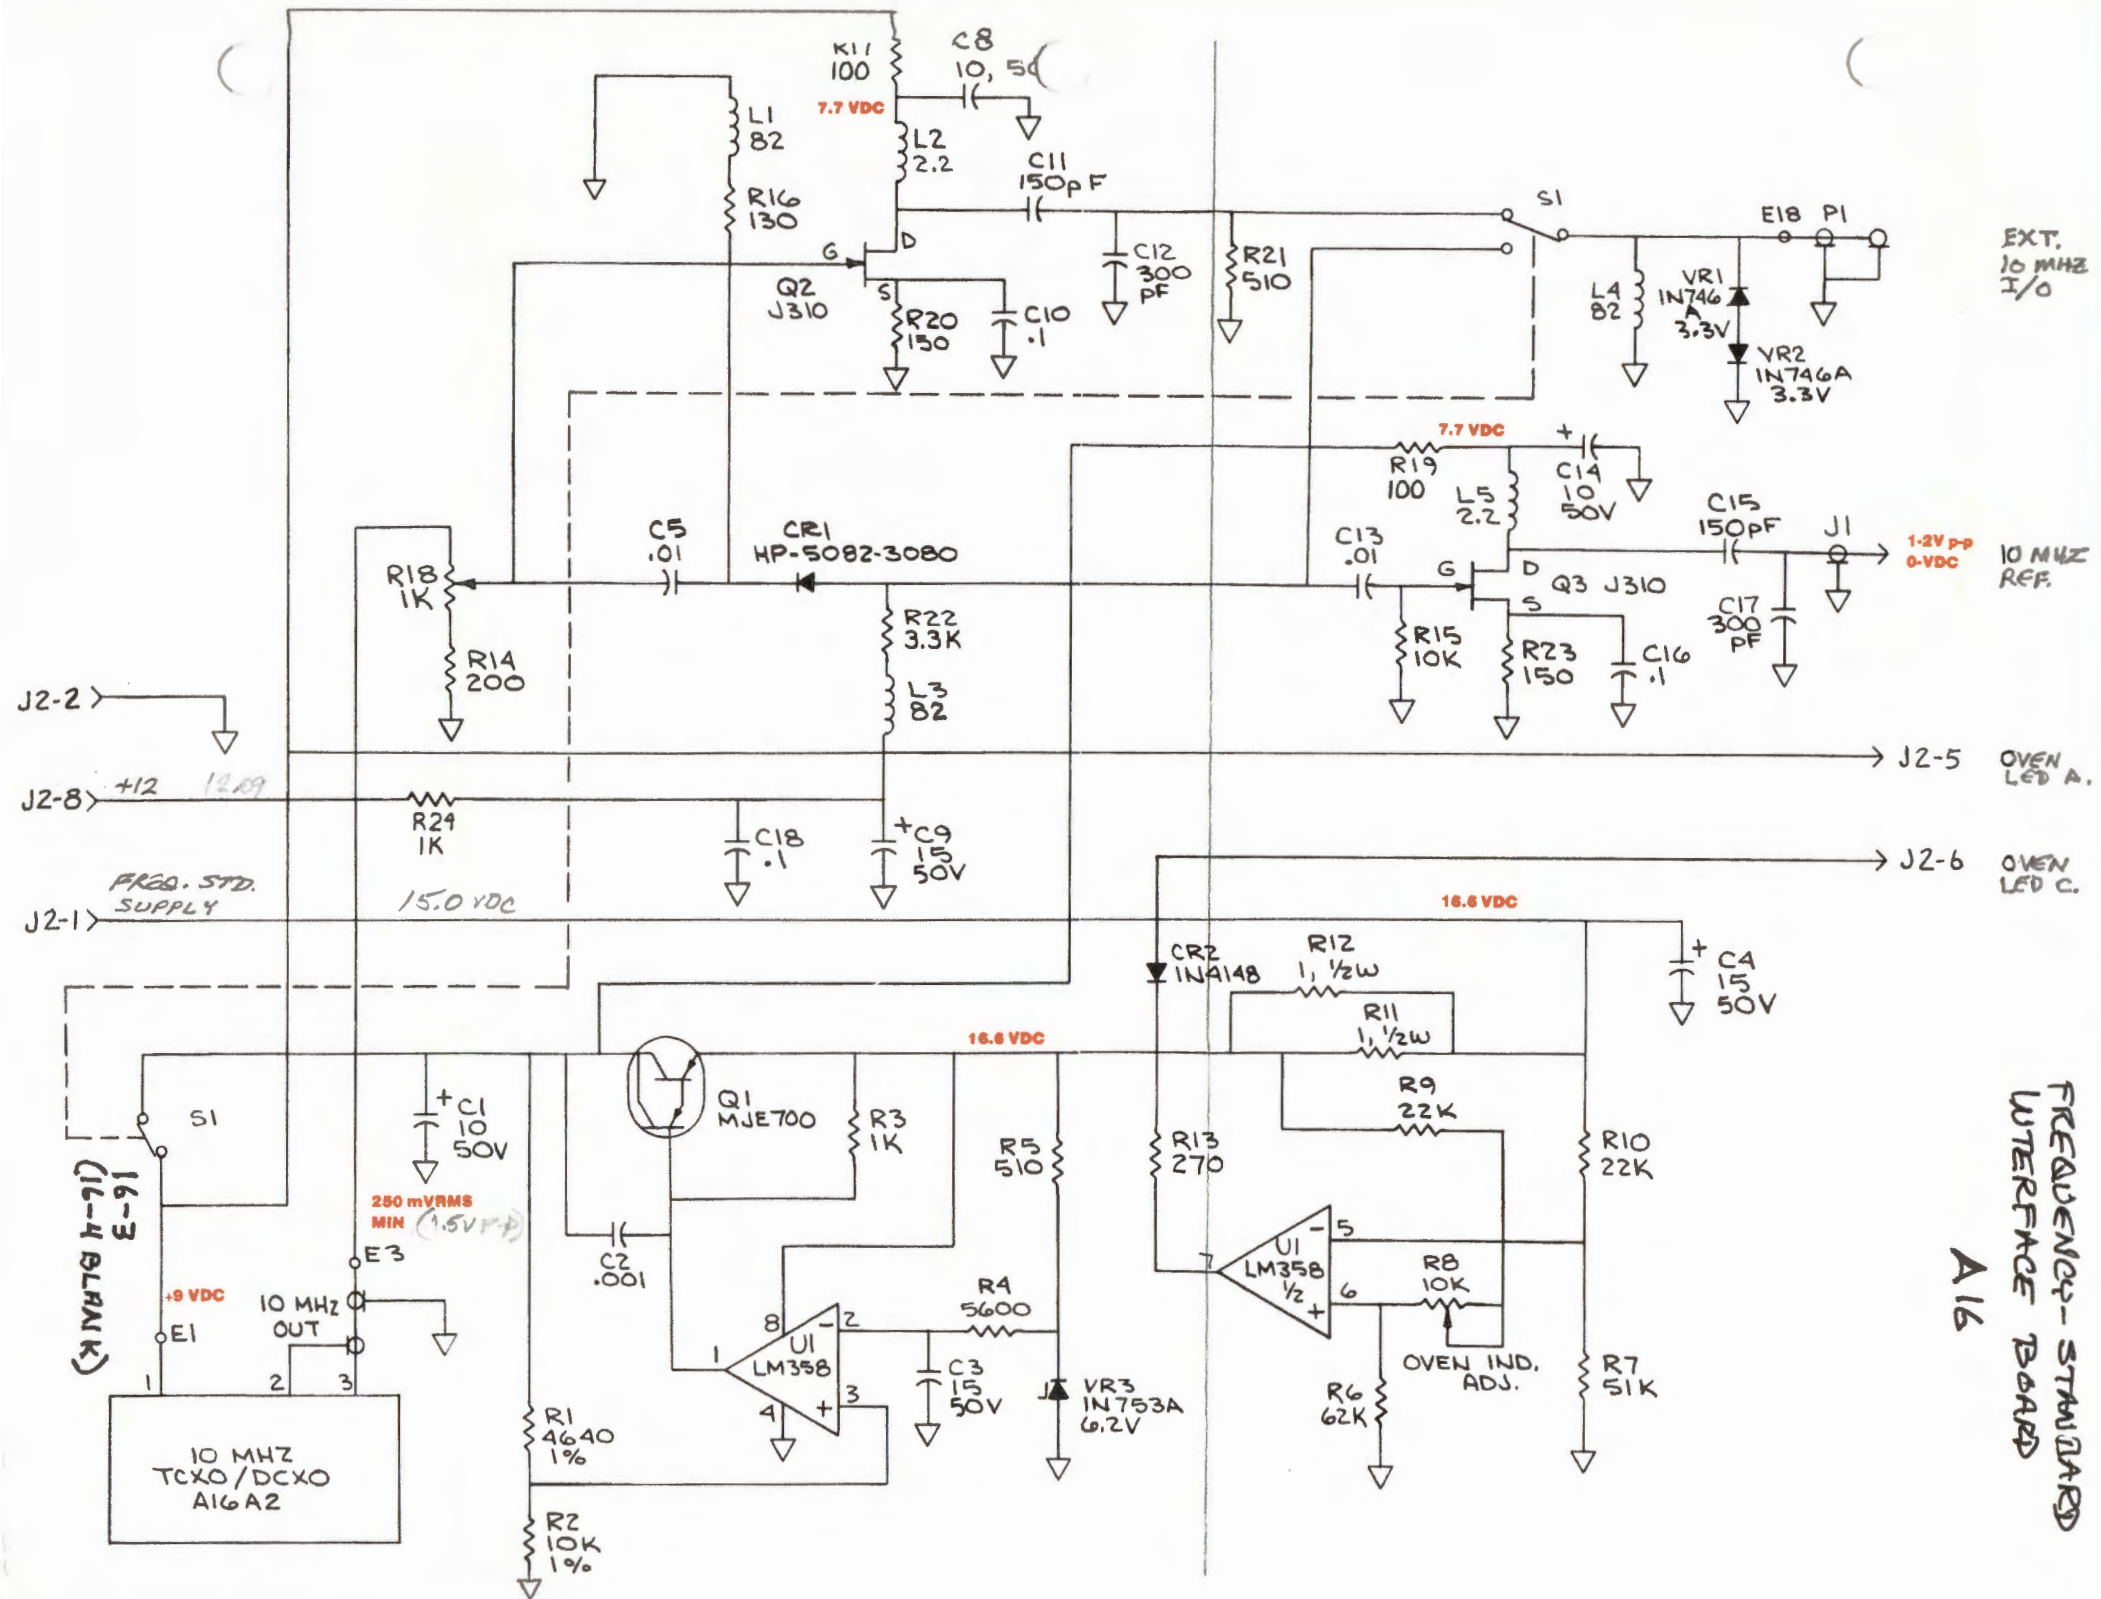 R17
100
C8
10, 50
7.7 VDC
L1
82
L2
2.2
C11
150pF
R16
130
S1
E18 P1
EXT.
10 MHZ
I/O
G
D
S
Q2
J310
C12
300
PF
R21
510
L4
82
VR1
1N746
A
3.3V
R20
150
C10
.1
VR2
1N746A
3.3V
7.7 VDC
+
R19
100
C14
10
50V
L5
2.2
C5
.01
CR1
HP-5082-3080
C13
.01
C15
150pF
J1
1-2V p-p
0-VDC
10 MHZ
REF.
R18
1K
G
D
S
Q3 J310
R22
3.3K
C17
300
PF
R14
200
R15
10K
R23
150
C16
.1
L3
82
J2-2
J2-5
OVEN
LED A.
J2-8
+12
12.09
R24
1K
C18
.1
+
C9
15
50V
J2-6
OVEN
LED C.
FREQ. STD.
SUPPLY
15.0 VDC
16.6 VDC
J2-1
CR2
1N4148
R12
1, 1/2W
+
C4
15
50V
R11
1, 1/2W
16.6 VDC
S1
+
C1
10
50V
Q1
MJE700
R3
1K
R5
510
R13
270
R9
22K
R10
22K
16-3
(16-4 BLANK)
250 mVRMS
MIN
(1.5V P-P)
C2
.001
E3
+9 VDC
10 MHZ
OUT
E1
1
2
3
R4
5600
8
U1
LM358
1
2
-
3
+
4
C3
15
50V
VR3
1N753A
6.2V
7
U1
LM358
1/2
-
5
+
6
R8
10K
OVEN IND.
ADJ.
R6
62K
R7
51K
R1
4640
1%
R2
10K
1%
10 MHZ
TCXO/DCXO
A16A2
FREQUENCY-STANDARD
INTERFACE BOARD
A16